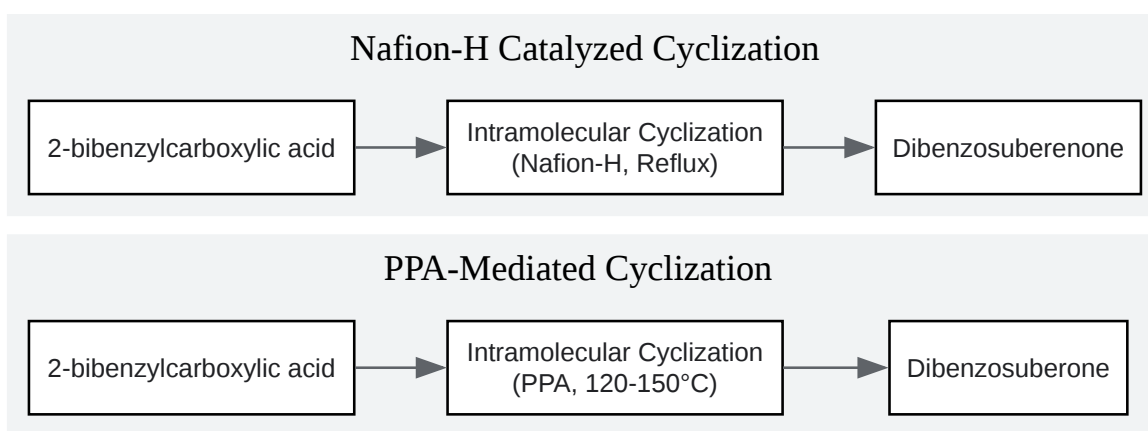 Nafion-H Catalyzed Cyclization
2-bibenzylcarboxylic acid
Intramolecular Cyclization
(Nafion-H, Reflux)
Dibenzosuberenone
PPA-Mediated Cyclization
2-bibenzylcarboxylic acid
Intramolecular Cyclization
(PPA, 120-150°C)
Dibenzosuberone